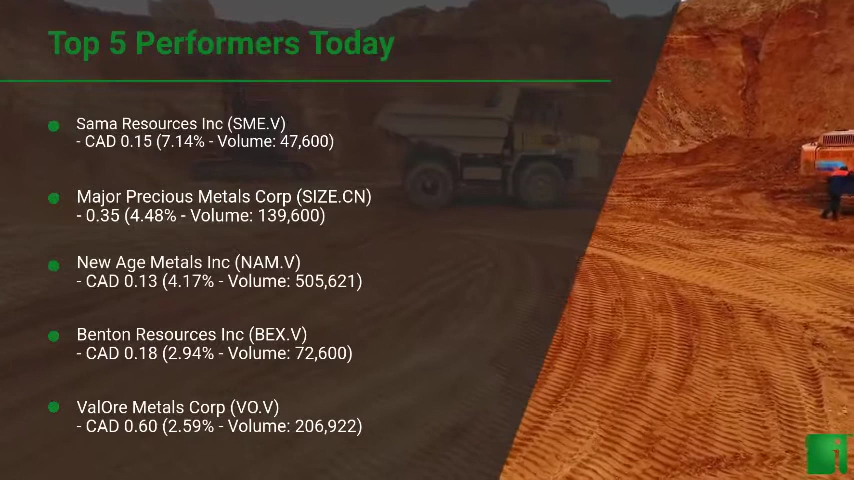 Top 5 Performers Today
Sama Resources Inc (SME.V)
- CAD 0.15 (7.14% - Volume: 47,600)
Major Precious Metals Corp (SIZE.CN)
- 0.35 (4.48% - Volume: 139,600)
New Age Metals Inc (NAM.V)
- CAD 0.13 (4.17% - Volume: 505,621)
Benton Resources Inc (BEX.V)
- CAD 0.18 (2.94% - Volume: 72,600)
ValOre Metals Corp (VO.V)
- CAD 0.60 (2.59% - Volume: 206,922)
i